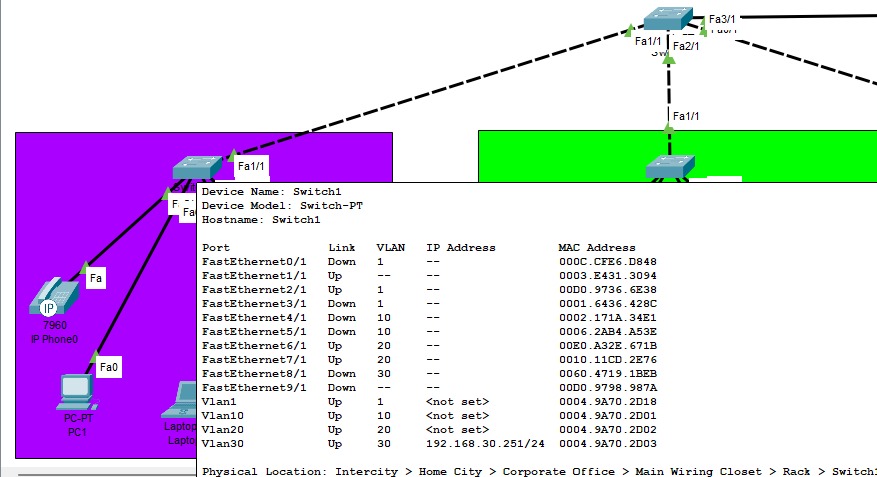 Fa3/1
Fa1/1
Fa2/1
Fa1/1
Fa1/1
Fa
7960
IP
IP Phone0
Fa0
PC-PT
PC1
Device Name: Switch1
Device Model: Switch-PT
Hostname: Switch1
Port Link VLAN IP Address MAC Address
FastEthernet0/1 Down 1 -- 000C.CFE6.D848
FastEthernet1/1 Up -- -- 0003.E431.3094
FastEthernet2/1 Up 1 -- 00D0.9736.6E38
FastEthernet3/1 Down 1 -- 0001.6436.428C
FastEthernet4/1 Down 10 -- 0002.171A.34E1
FastEthernet5/1 Down 10 -- 0006.2AB4.A53E
FastEthernet6/1 Up 20 -- 00E0.A32E.671B
FastEthernet7/1 Up 20 -- 0010.11CD.2E76
FastEthernet8/1 Down 30 -- 0060.4719.1BEB
FastEthernet9/1 Down -- -- 00D0.9798.987A
Vlan1 Up 1 <not set> 0004.9A70.2D18
Vlan10 Up 10 <not set> 0004.9A70.2D01
Vlan20 Up 20 <not set> 0004.9A70.2D02
Vlan30 Up 30 192.168.30.251/24 0004.9A70.2D03
Physical Location: Intercity > Home City > Corporate Office > Main Wiring Closet > Rack > Switch1